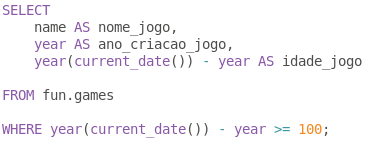 SELECT
    name AS nome_jogo,
    year AS ano_criacao_jogo,
    year(current_date()) - year AS idade_jogo
FROM fun.games
WHERE year(current_date()) - year >= 100;